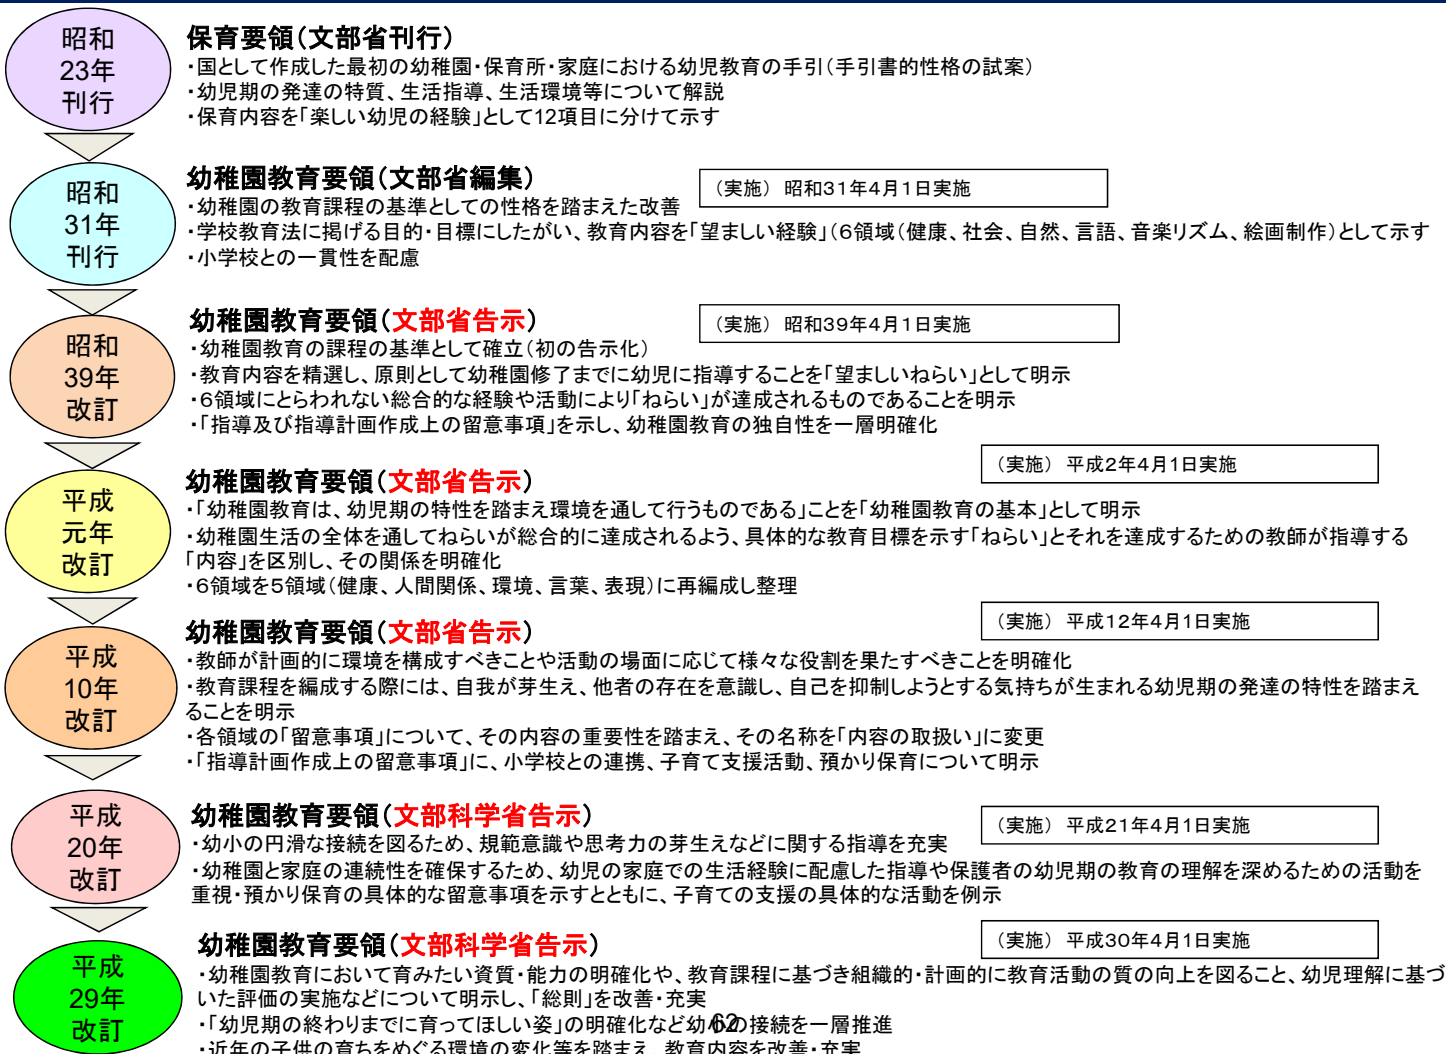 昭和
23年
刊行
保育要領（文部省刊行）
・国として作成した最初の幼稚園・保育所・家庭における幼児教育の手引（手引書的性格の試案）
・幼児期の発達の特質、生活指導、生活環境等について解説
・保育内容を「楽しい幼児の経験」として12項目に分けて示す
昭和
31年
刊行
幼稚園教育要領（文部省編集）
（実施） 昭和31年4月1日実施
・幼稚園の教育課程の基準としての性格を踏まえた改善
・学校教育法に掲げる目的・目標にしたがい、教育内容を「望ましい経験」（６領域（健康、社会、自然、言語、音楽リズム、絵画制作）として示す
・小学校との一貫性を配慮
昭和
39年
改訂
幼稚園教育要領（文部省告示）
（実施） 昭和39年4月1日実施
・幼稚園教育の課程の基準として確立（初の告示化）
・教育内容を精選し、原則として幼稚園修了までに幼児に指導することを「望ましいねらい」として明示
・６領域にとらわれない総合的な経験や活動により「ねらい」が達成されるものであることを明示
・「指導及び指導計画作成上の留意事項」を示し、幼稚園教育の独自性を一層明確化
平成
元年
改訂
幼稚園教育要領（文部省告示）
（実施） 平成２年４月１日実施
・「幼稚園教育は、幼児期の特性を踏まえ環境を通して行うものである」ことを「幼稚園教育の基本」として明示
・幼稚園生活の全体を通してねらいが総合的に達成されるよう、具体的な教育目標を示す「ねらい」とそれを達成するための教師が指導する
「内容」を区別し、その関係を明確化
・６領域を５領域（健康、人間関係、環境、言葉、表現）に再編成し整理
平成
10年
改訂
幼稚園教育要領（文部省告示）
（実施） 平成１２年４月１日実施
・教師が計画的に環境を構成すべきことや活動の場面に応じて様々な役割を果たすべきことを明確化
・教育課程を編成する際には、自我が芽生え、他者の存在を意識し、自己を抑制しようとする気持ちが生まれる幼児期の発達の特性を踏まえ
ることを明示
・各領域の「留意事項」について、その内容の重要性を踏まえ、その名称を「内容の取扱い」に変更
・「指導計画作成上の留意事項」に、小学校との連携、子育て支援活動、預かり保育について明示
平成
20年
改訂
幼稚園教育要領（文部科学省告示）
（実施） 平成２１年４月１日実施
・幼小の円滑な接続を図るため、規範意識や思考力の芽生えなどに関する指導を充実
・幼稚園と家庭の連続性を確保するため、幼児の家庭での生活経験に配慮した指導や保護者の幼児期の教育の理解を深めるための活動を
重視・預かり保育の具体的な留意事項を示すとともに、子育ての支援の具体的な活動を例示
平成
29年
改訂
幼稚園教育要領（文部科学省告示）
（実施） 平成３０年４月１日実施
・幼稚園教育において育みたい資質・能力の明確化や、教育課程に基づき組織的・計画的に教育活動の質の向上を図ること、幼児理解に基づ
いた評価の実施などについて明示し、「総則」を改善・充実
・「幼児期の終わりまでに育ってほしい姿」の明確化など幼小の接続を一層推進
62
・近年の子供の育ちをめぐる環境の変化等を踏まえ、教育内容を改善・充実